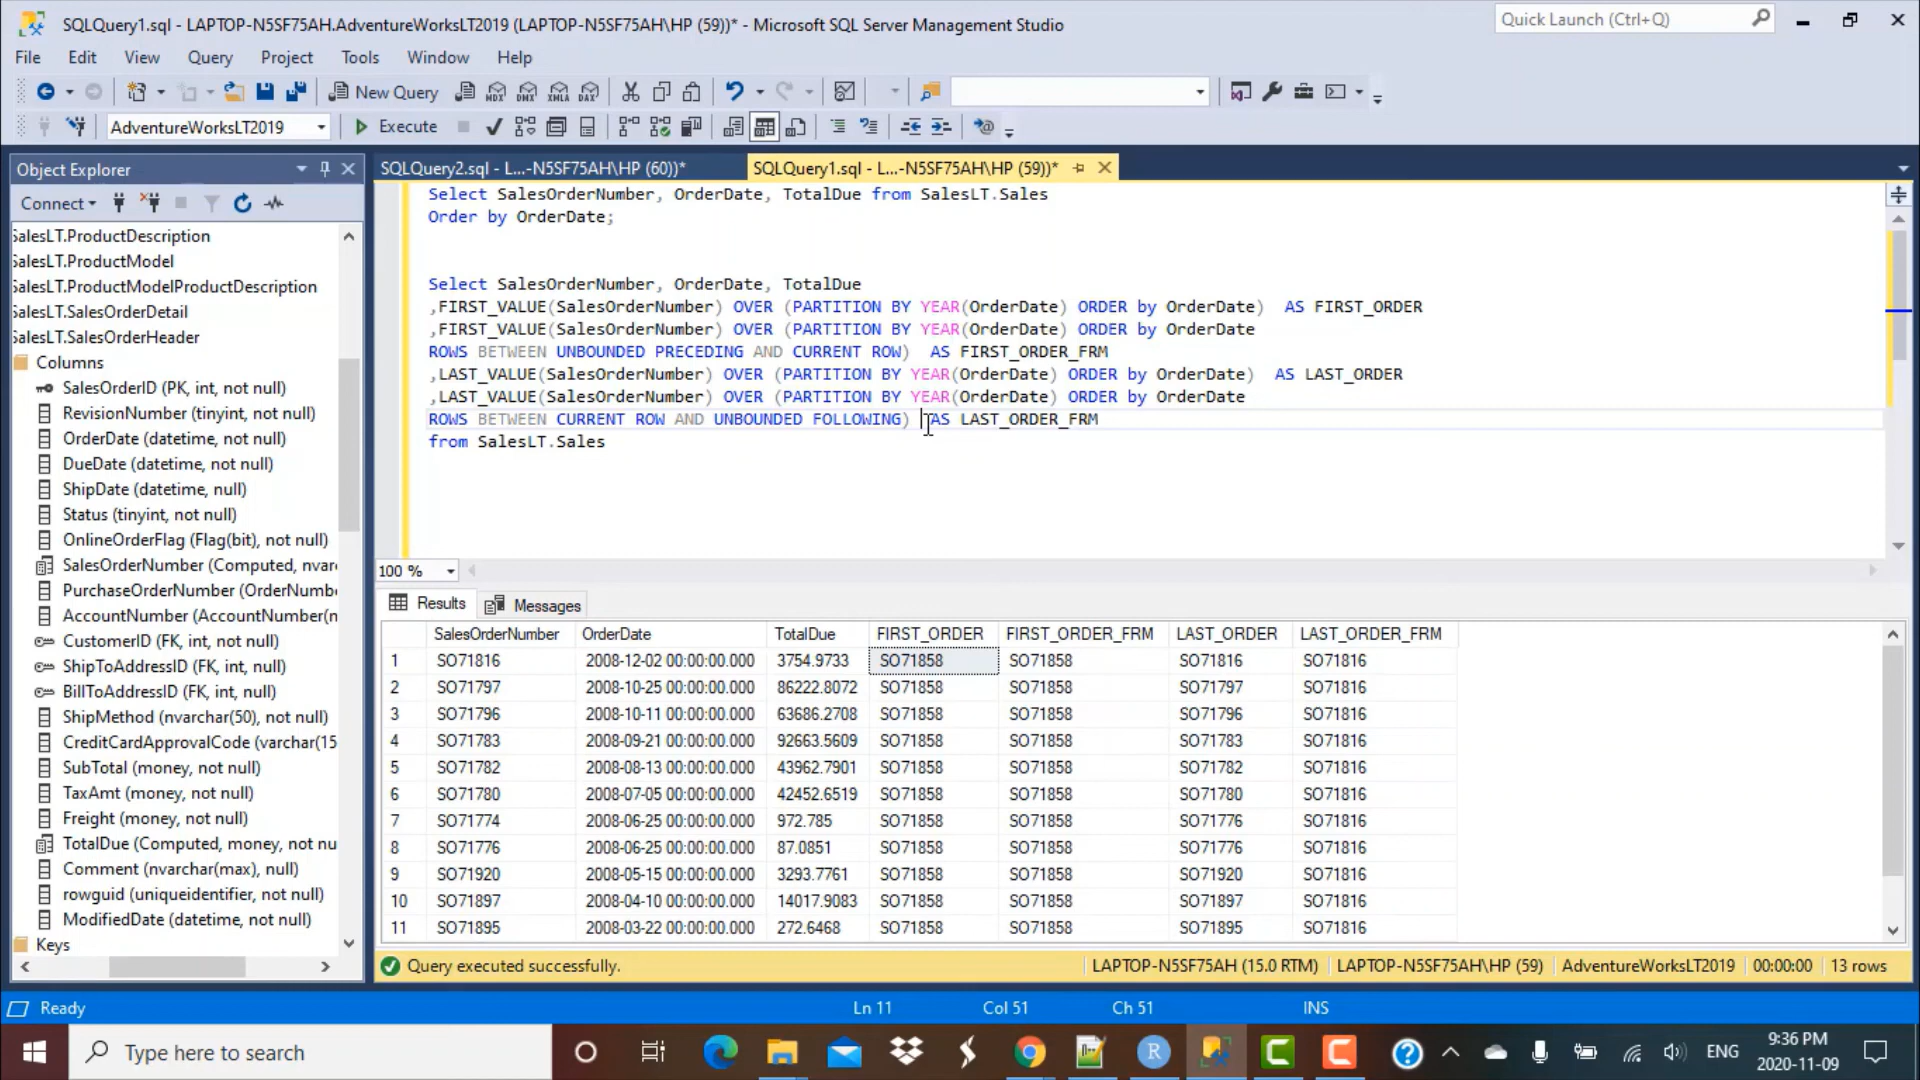 SQLQuery1.sql - LAPTOP-N5SF75AH.AdventureWorksLT2019 (LAPTOP-N5SF75AH\HP (59))* - Microsoft SQL Server Management Studio
Quick Launch (Ctrl+Q)
File Edit View Query Project Tools Window Help
New Query
AdventureWorksLT2019 Execute
Object Explorer
Connect
SalesLT.ProductDescription
SalesLT.ProductModel
SalesLT.ProductModelProductDescription
SalesLT.SalesOrderDetail
SalesLT.SalesOrderHeader
Columns
SalesOrderID (PK, int, not null)
RevisionNumber (tinyint, not null)
OrderDate (datetime, not null)
DueDate (datetime, not null)
ShipDate (datetime, null)
Status (tinyint, not null)
OnlineOrderFlag (Flag(bit), not null)
SalesOrderNumber (Computed, nvar
PurchaseOrderNumber (OrderNumb
AccountNumber (AccountNumber(n
CustomerID (FK, int, not null)
ShipToAddressID (FK, int, null)
BillToAddressID (FK, int, null)
ShipMethod (nvarchar(50), not null)
CreditCardApprovalCode (varchar(15
SubTotal (money, not null)
TaxAmt (money, not null)
Freight (money, not null)
TotalDue (Computed, money, not nu
Comment (nvarchar(max), null)
rowguid (uniqueidentifier, not null)
ModifiedDate (datetime, not null)
Keys
SQLQuery2.sql - L...-N5SF75AH\HP (60))* SQLQuery1.sql - L...-N5SF75AH\HP (59))*
Select SalesOrderNumber, OrderDate, TotalDue from SalesLT.Sales
Order by OrderDate;
Select SalesOrderNumber, OrderDate, TotalDue
,FIRST_VALUE(SalesOrderNumber) OVER (PARTITION BY YEAR(OrderDate) ORDER by OrderDate) AS FIRST_ORDER
,FIRST_VALUE(SalesOrderNumber) OVER (PARTITION BY YEAR(OrderDate) ORDER by OrderDate
ROWS BETWEEN UNBOUNDED PRECEDING AND CURRENT ROW) AS FIRST_ORDER_FRM
,LAST_VALUE(SalesOrderNumber) OVER (PARTITION BY YEAR(OrderDate) ORDER by OrderDate) AS LAST_ORDER
,LAST_VALUE(SalesOrderNumber) OVER (PARTITION BY YEAR(OrderDate) ORDER by OrderDate
ROWS BETWEEN CURRENT ROW AND UNBOUNDED FOLLOWING) AS LAST_ORDER_FRM
from SalesLT.Sales
100 %
Results Messages
SalesOrderNumber OrderDate TotalDue FIRST_ORDER FIRST_ORDER_FRM LAST_ORDER LAST_ORDER_FRM
1 SO71816 2008-12-02 00:00:00.000 3754.9733 SO71858 SO71858 SO71816 SO71816
2 SO71797 2008-10-25 00:00:00.000 86222.8072 SO71858 SO71858 SO71797 SO71816
3 SO71796 2008-10-11 00:00:00.000 63686.2708 SO71858 SO71858 SO71796 SO71816
4 SO71783 2008-09-21 00:00:00.000 92663.5609 SO71858 SO71858 SO71783 SO71816
5 SO71782 2008-08-13 00:00:00.000 43962.7901 SO71858 SO71858 SO71782 SO71816
6 SO71780 2008-07-05 00:00:00.000 42452.6519 SO71858 SO71858 SO71780 SO71816
7 SO71774 2008-06-25 00:00:00.000 972.785 SO71858 SO71858 SO71776 SO71816
8 SO71776 2008-06-25 00:00:00.000 87.0851 SO71858 SO71858 SO71776 SO71816
9 SO71920 2008-05-15 00:00:00.000 3293.7761 SO71858 SO71858 SO71920 SO71816
10 SO71897 2008-04-10 00:00:00.000 14017.9083 SO71858 SO71858 SO71897 SO71816
11 SO71895 2008-03-22 00:00:00.000 272.6468 SO71858 SO71858 SO71895 SO71816
Query executed successfully. LAPTOP-N5SF75AH (15.0 RTM) LAPTOP-N5SF75AH\HP (59) AdventureWorksLT2019 00:00:00 13 rows
Ready Ln 11 Col 51 Ch 51 INS
Type here to search
ENG
9:36 PM
2020-11-09